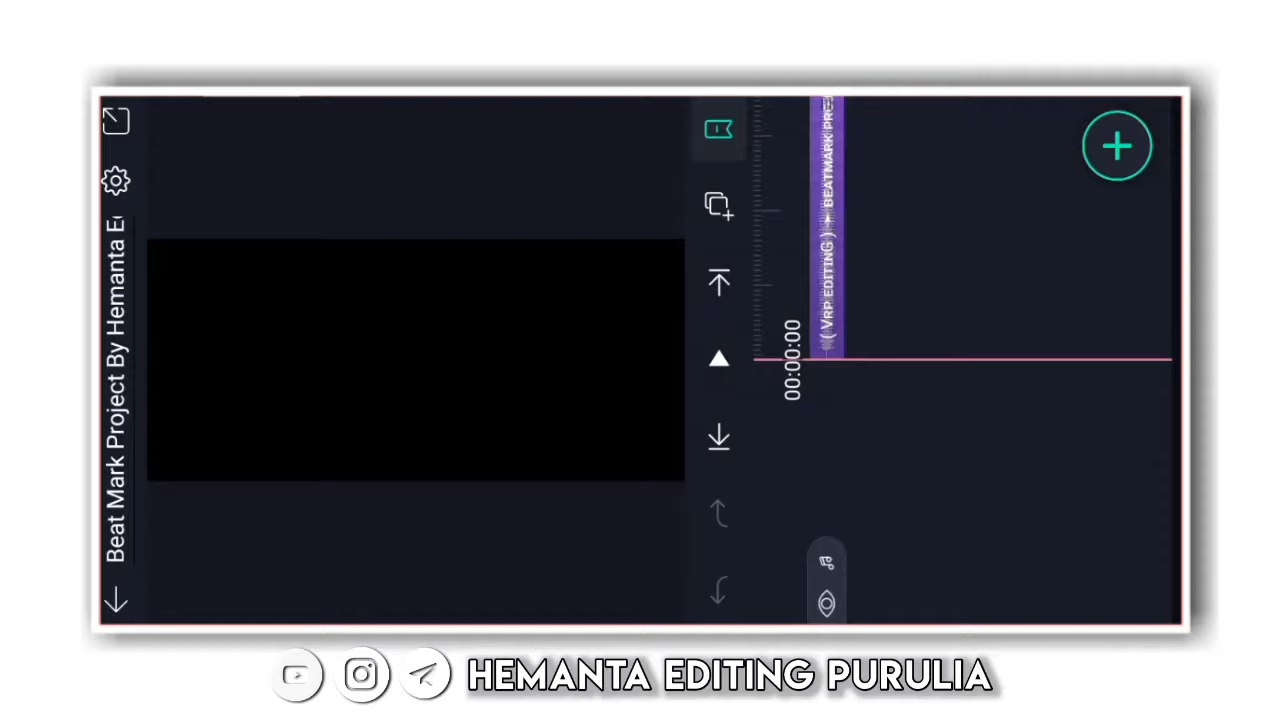 Beat Mark Project By Hemanta E
00:00:00
( VRP EDITING ) ➤ BEATMARK PRE
HEMANTA EDITING PURULIA